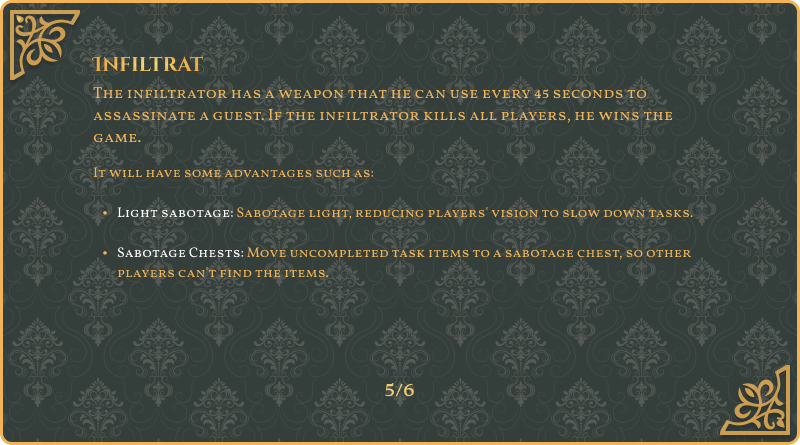 Infiltrat
The infiltrator has a weapon that he can use every 45 seconds to
assassinate a guest. If the infiltrator kills all players, he wins the
game.
It will have some advantages such as:
• Light sabotage: Sabotage light, reducing players' vision to slow down tasks.
• Sabotage Chests: Move uncompleted task items to a sabotage chest, so other
players can't find the items.
5/6